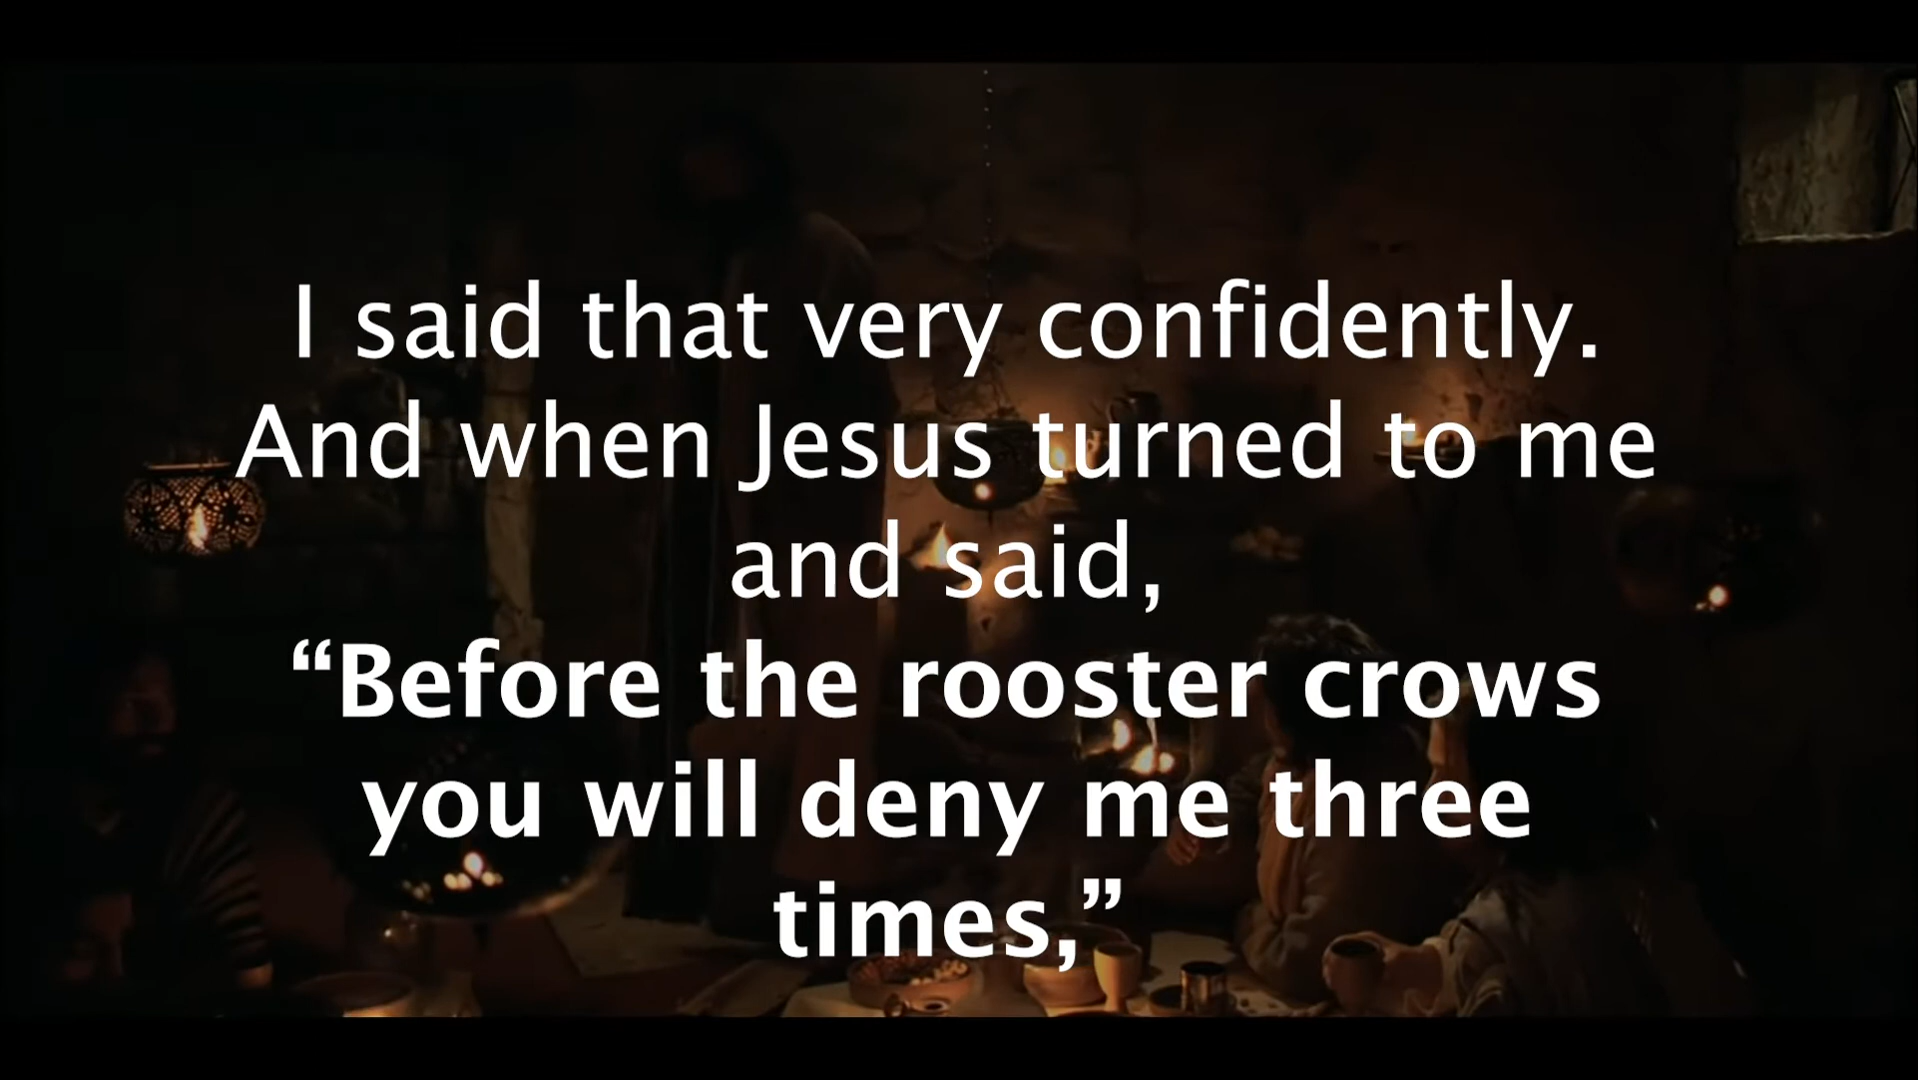 I said that very confidently.
And when Jesus turned to me
and said,
“Before the rooster crows
you will deny me three
times,”